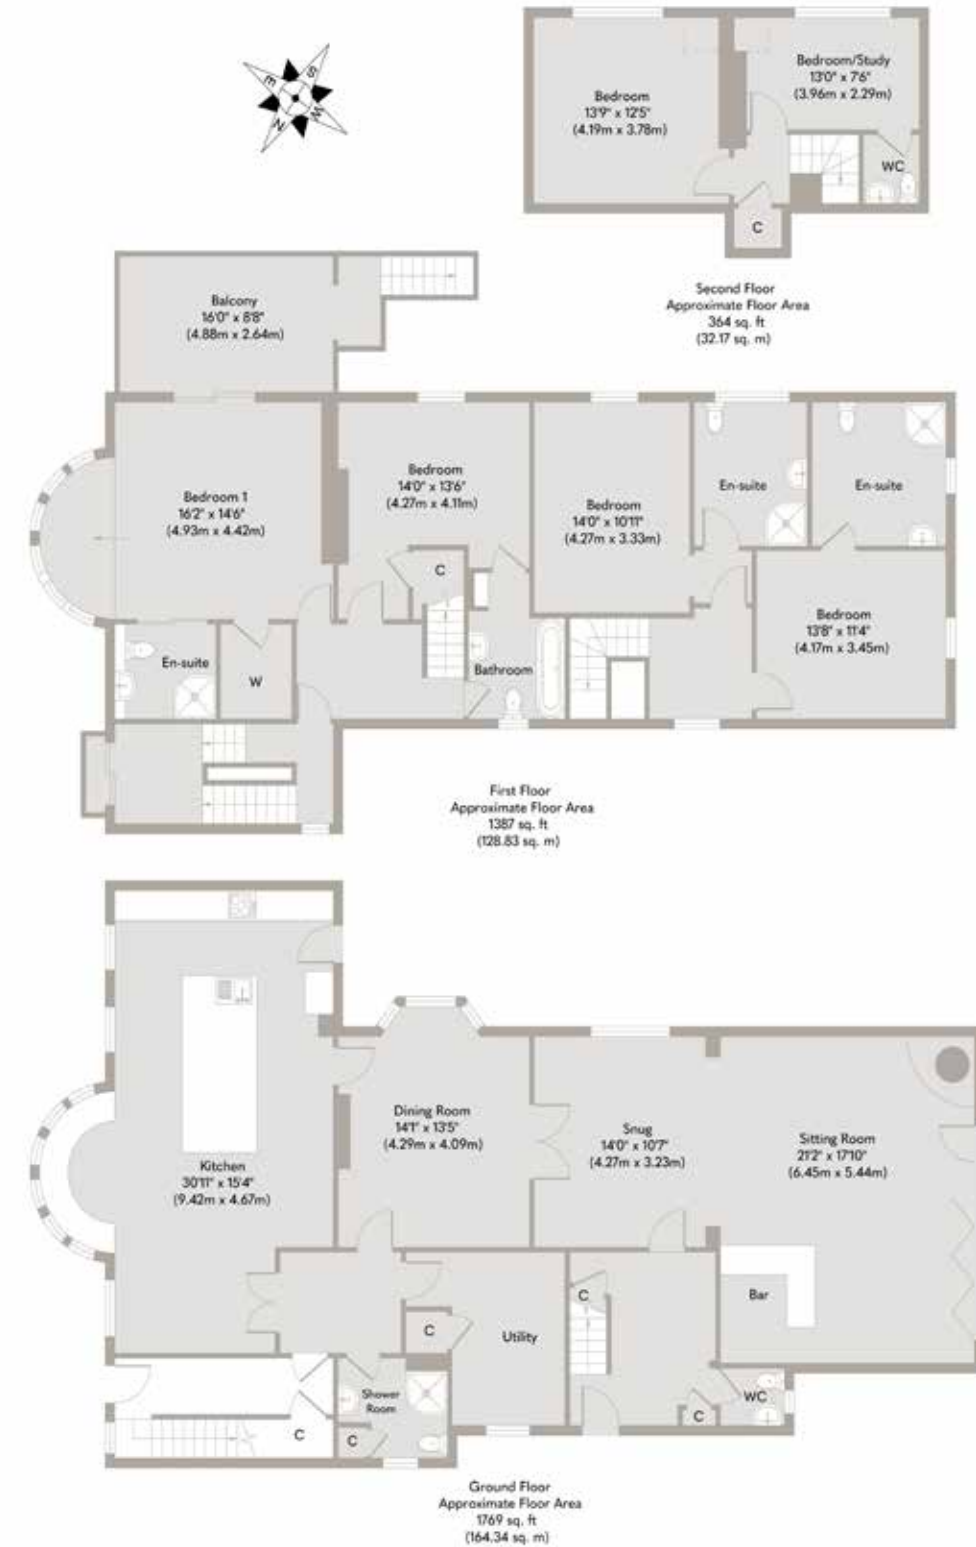 S
E
W
N
Bedroom
13'9" x 12'5"
(4.19m x 3.78m)
Bedroom/Study
13'0" x 7'6"
(3.96m x 2.29m)
WC
C
Second Floor
Approximate Floor Area
364 sq. ft
(32.17 sq. m)
Balcony
16'0" x 8'8"
(4.88m x 2.64m)
Bedroom 1
16'2" x 14'6"
(4.93m x 4.42m)
Bedroom
14'0" x 13'6"
(4.27m x 4.11m)
Bedroom
14'0" x 10'11"
(4.27m x 3.33m)
En-suite
En-suite
C
Bedroom
13'8" x 11'4"
(4.17m x 3.45m)
En-suite
W
Bathroom
First Floor
Approximate Floor Area
1387 sq. ft
(128.83 sq. m)
Kitchen
30'11" x 15'4"
(9.42m x 4.67m)
Dining Room
14'1" x 13'5"
(4.29m x 4.09m)
Snug
14'0" x 10'7"
(4.27m x 3.23m)
Sitting Room
21'2" x 17'10"
(6.45m x 5.44m)
Bar
C
C
Utility
Shower
Room
WC
C
C
C
Ground Floor
Approximate Floor Area
1769 sq. ft
(164.34 sq. m)